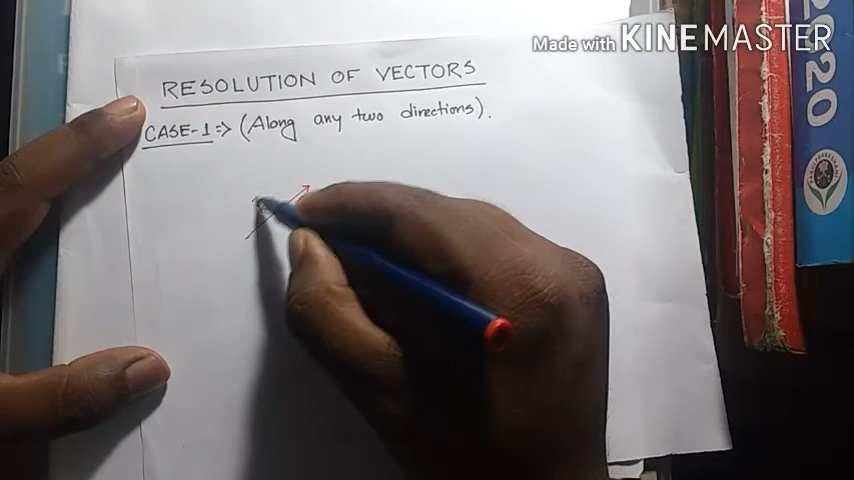 Made with KINEMASTER
RESOLUTION OF VECTORS
CASE-1 => (Along any two directions).
2020